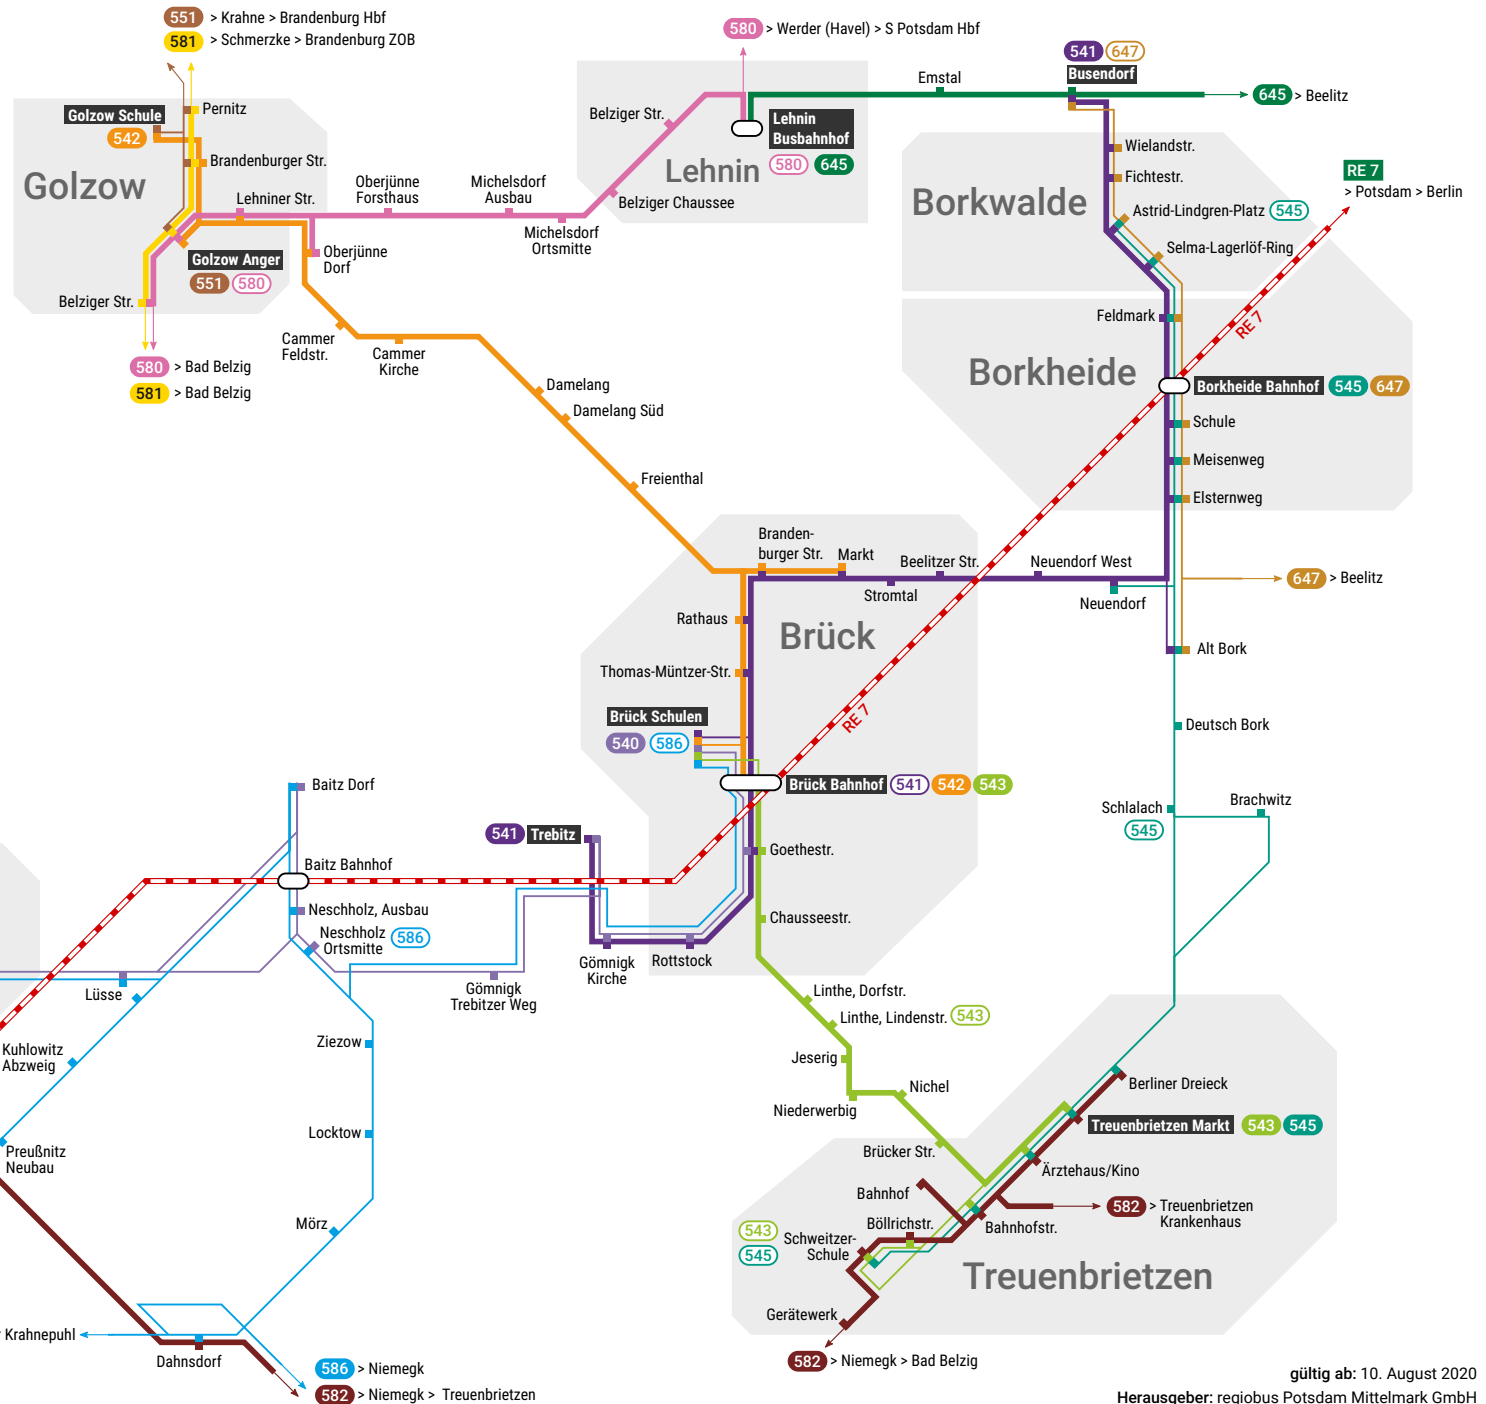 551 > Krahne > Brandenburg Hbf
581 > Schmerzke > Brandenburg ZOB
580 > Werder (Havel) > S Potsdam Hbf
541 647
Busendorf
Emstal
645 > Beelitz
Golzow Schule
542
Pernitz
Brandenburger Str.
Golzow
Lehniner Str.
Oberjünne
Forsthaus
Michelsdorf
Ausbau
Michelsdorf
Ortsmitte
Belziger Str.
Belziger Chaussee
Lehnin
Lehnin
Busbahnhof
580 645
Golzow Anger
551 580
Oberjünne
Dorf
Belziger Str.
580 > Bad Belzig
581 > Bad Belzig
Cammer
Feldstr.
Cammer
Kirche
Damelang
Damelang Süd
Freienthal
Wielandstr.
Fichtestr.
Borkwalde
Astrid-Lindgren-Platz 545
Selma-Lagerlöf-Ring
RE 7
> Potsdam > Berlin
Feldmark
RE 7
Borkheide
Borkheide Bahnhof 545 647
Schule
Meisenweg
Elsternweg
Branden-
burger Str.
Markt
Beelitzer Str.
Stromtal
Neuendorf West
Neuendorf
647 > Beelitz
Alt Bork
Rathaus
Brück
Thomas-Müntzer-Str.
Brück Schulen
540 586
RE 7
Brück Bahnhof 541 542 543
Deutsch Bork
Schlalach
545
Brachwitz
Baitz Dorf
541 Trebitz
Baitz Bahnhof
Neschholz, Ausbau
Neschholz
Ortsmitte
586
Goethestr.
Chausseestr.
Gömnigk
Kirche
Rottstock
Gömnigk
Trebitzer Weg
Lüsse
Linthe, Dorfstr.
Linthe, Lindenstr. 543
Kuhlowitz
Abzweig
Ziezow
Jeserig
Nichel
Niederwerbig
Berliner Dreieck
Treuenbrietzen Markt 543 545
Locktow
Preußnitz
Neubau
Brücker Str.
Ärztehaus/Kino
Bahnhof
582 > Treuenbrietzen
Krankenhaus
Mörz
543
545
Schweitzer-
Schule
Böllrichstr.
Bahnhofstr.
Treuenbrietzen
Gerätewerk
Krahnepuhl
Dahnsdorf
586 > Niemegk
582 > Niemegk > Treuenbrietzen
582 > Niemegk > Bad Belzig
gültig ab: 10. August 2020
Herausgeber: regiobus Potsdam Mittelmark GmbH